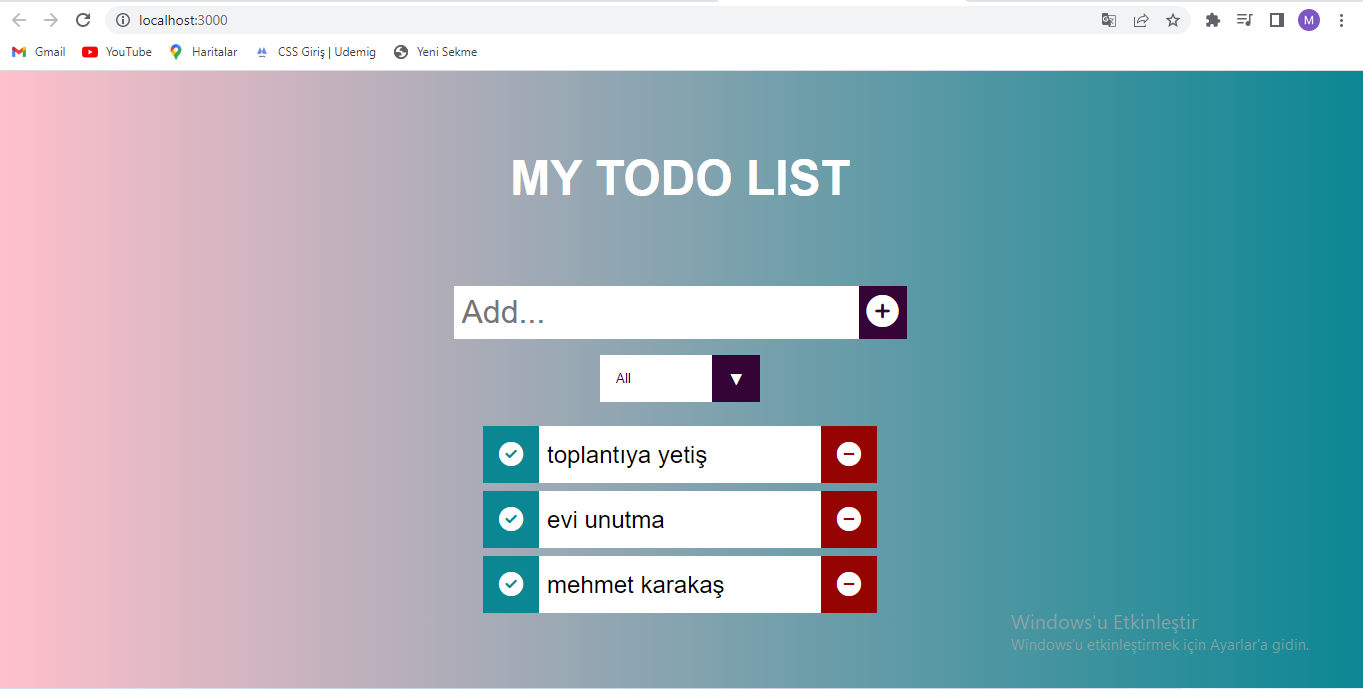 localhost:3000
M
Gmail YouTube Haritalar CSS Giriş | Udemig Yeni Sekme
MY TODO LIST
Add...
All
toplantıya yetiş
evi unutma
mehmet karakaş
Windows'u Etkinleştir
Windows'u etkinleştirmek için Ayarlar'a gidin.